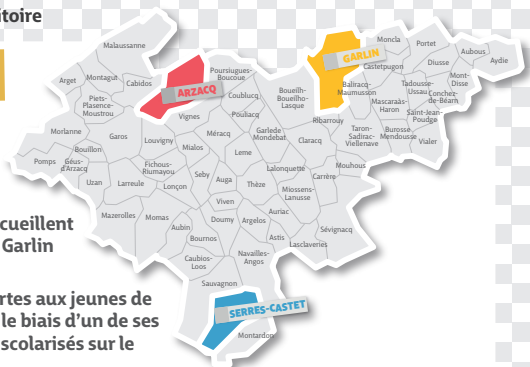 itoire
Malaussanne
Arget
Montagut
Cabidos
Piets-
Plasence-
Moustrou
Poursiugues-
Boucoue
ARZACQ
Coublucq
Vignes
Pouliacq
GARLIN
Moncla
Portet
Castetpugon
Diusse
Aubous
Aydie
Mont-
Disse
Baliracq-
Maumusson
Tadousse-
Ussau
Conchez-
de-Béarn
Boueilh-
Boueilho-
Lasque
Mascaraàs-
Haron
Saint-Jean-
Poudge
Ribarrouy
Taron-
Sadirac-
Viellenave
Burosse-
Mendousse
Vialer
Morlanne
Garos
Louvigny
Méracq
Mialos
Garlede-
Mondebat
Claracq
Bouillon
Pomps
Géus-
d'Arzacq
Fichous-
Riumayou
Leme
Lalonquette
Mouhous
Uzan
Larreule
Lonçon
Seby
Auga
Thèze
Carrère
Miossens-
Lanusse
Viven
Mazerolles
Momas
Doumy
Argelos
Auriac
Aubin
Bournos
Astis
Sévignacq
Lasclaveries
Caubios-
Loos
Navailles-
Angos
Sauvagnon
SERRES-CASTET
Montardon
cueillent
Garlin
rtes aux jeunes de
le biais d'un de ses
scolarisés sur le